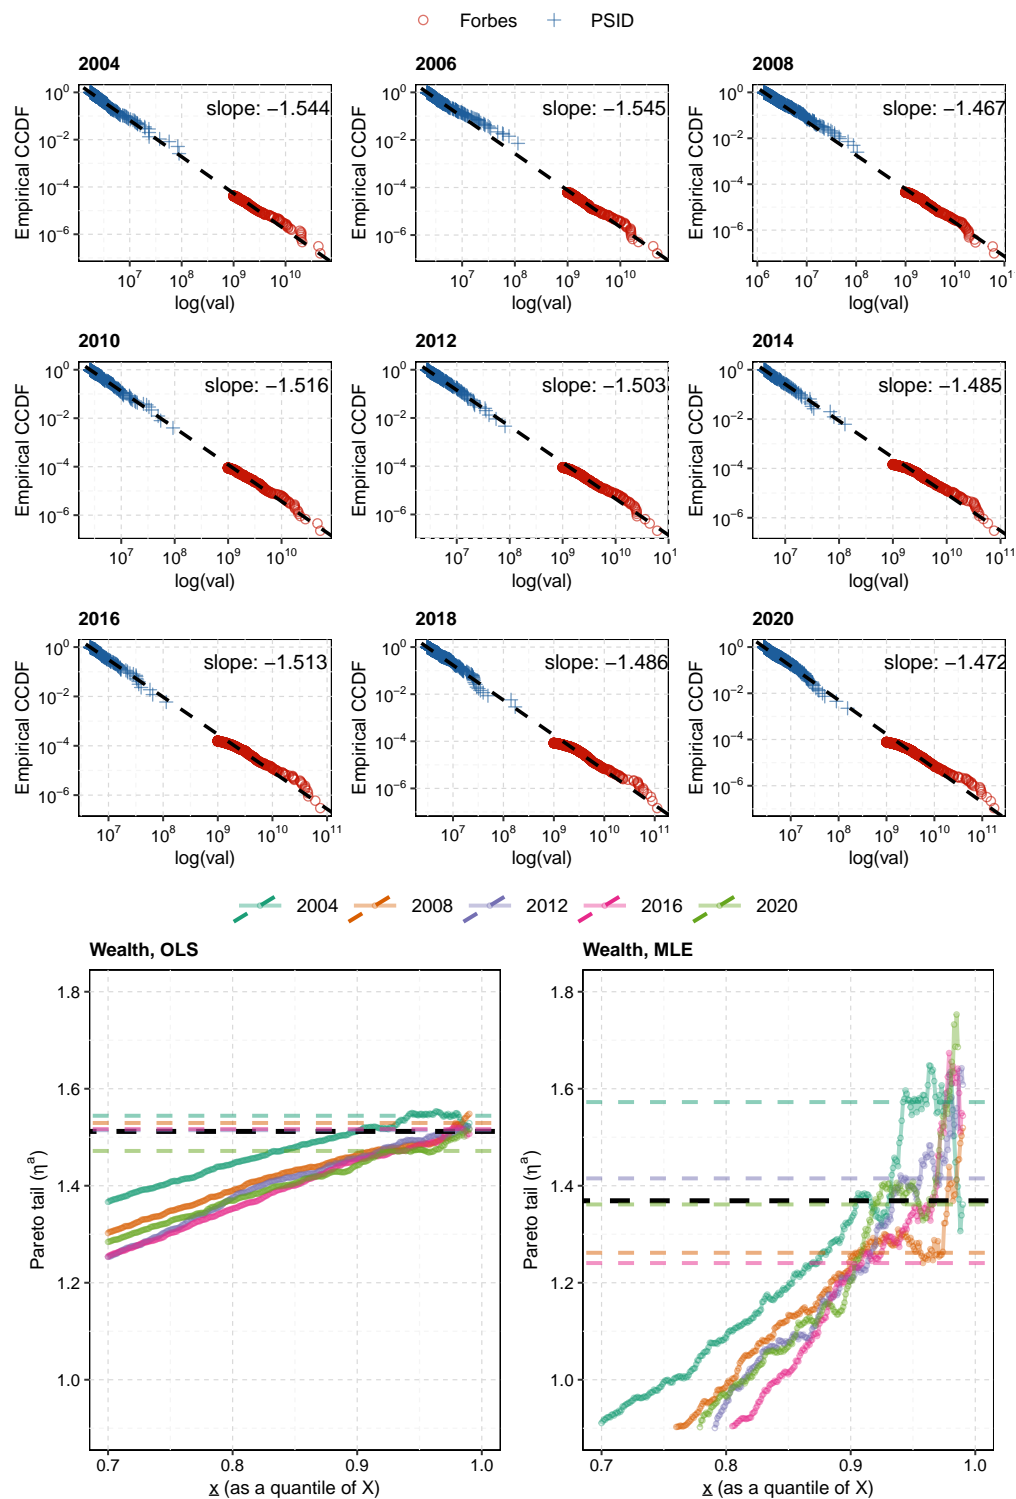 Forbes PSID
2004 2006 2008
slope: −1.544 slope: −1.545 slope: −1.467
Empirical CCDF Empirical CCDF Empirical CCDF
10^0 10^0 10^0
10^−2 10^−2 10^−2
10^−4 10^−4 10^−4
10^−6 10^−6 10^−6
10^7 10^8 10^9 10^10 10^7 10^8 10^9 10^10 10^6 10^7 10^8 10^9 10^10 10^1
log(val) log(val) log(val)
2010 2012 2014
slope: −1.516 slope: −1.503 slope: −1.485
Empirical CCDF Empirical CCDF Empirical CCDF
10^0 10^0 10^0
10^−2 10^−2 10^−2
10^−4 10^−4 10^−4
10^−6 10^−6 10^−6
10^7 10^8 10^9 10^10 10^7 10^8 10^9 10^10 10^1 10^7 10^8 10^9 10^10 10^11
log(val) log(val) log(val)
2016 2018 2020
slope: −1.513 slope: −1.486 slope: −1.472
Empirical CCDF Empirical CCDF Empirical CCDF
10^0 10^0 10^0
10^−2 10^−2 10^−2
10^−4 10^−4 10^−4
10^−6 10^−6 10^−6
10^7 10^8 10^9 10^10 10^11 10^7 10^8 10^9 10^10 10^11 10^7 10^8 10^9 10^10 10^11
log(val) log(val) log(val)
2004 2008 2012 2016 2020
Wealth, OLS Wealth, MLE
Pareto tail (η^a) Pareto tail (η^a)
1.8 1.8
1.6 1.6
1.4 1.4
1.2 1.2
1.0 1.0
0.7 0.8 0.9 1.0 0.7 0.8 0.9 1.0
x (as a quantile of X) x (as a quantile of X)